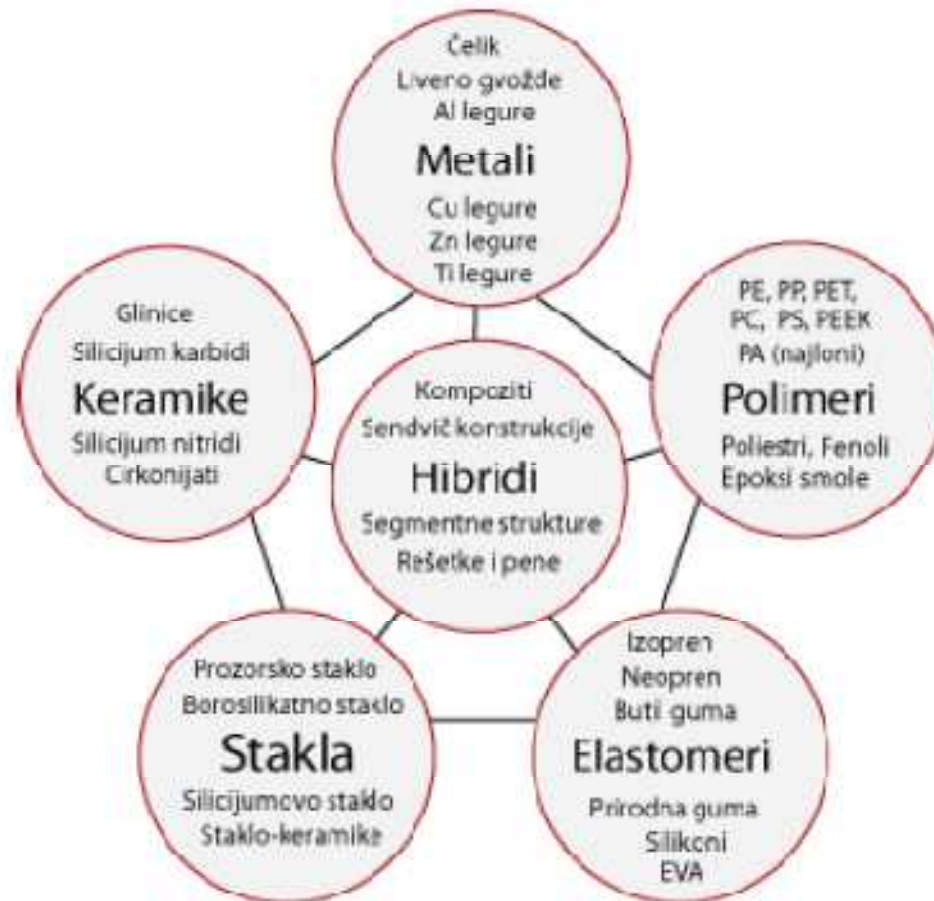 Čelik
Liveno gvožđe
Al legure
Metali
Cu legure
Zn legure
Ti legure
Glinice
Silicijum karbidi
Keramike
Silicijum nitridi
Cirkonijati
PE, PP, PET,
PC, PS, PEEK
PA (najloni)
Polimeri
Poliestri, Fenoli
Epoksi smole
Kompoziti
Sendvič konstrukcije
Hibridi
Segmentne strukture
Rešetke i pene
Prozorsko staklo
Borosilikatno staklo
Stakla
Silicijumovo staklo
Staklo-keramike
Izopren
Neopren
Buti guma
Elastomeri
Prirodna guma
Silikoni
EVA